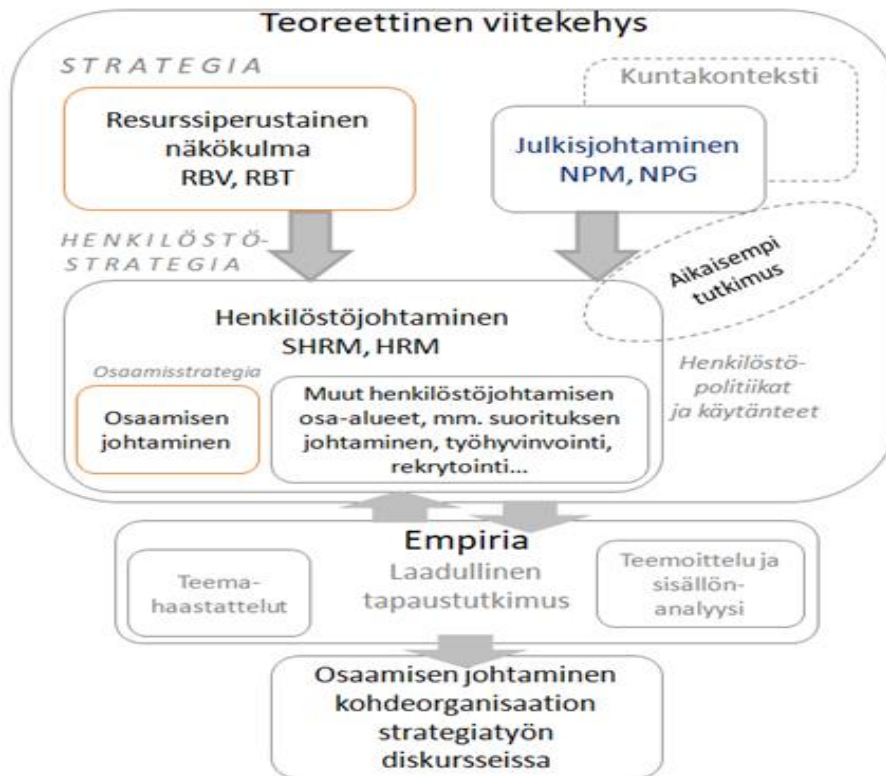 Teoreettinen viitekehys
STRATEGIA
Kuntakonteksti
Resurssiperustainen
näkökulma
RBV, RBT
Julkisjohtaminen
NPM, NPG
HENKILÖSTÖ-
STRATEGIA
Aikaisempi
tutkimus
Henkilöstöjohtaminen
SHRM, HRM
Osaamisstrategia
Osaamisen
johtaminen
Muut henkilöstöjohtamisen
osa-alueet, mm. suorituksen
johtaminen, työhyvinvointi,
rekrytointi...
Henkilöstö-
politiikat
ja käytänteet
Empiria
Laadullinen
tapaustutkimus
Teema-
haastattelut
Teemoittelu ja
sisällön-
analyysi
Osaamisen johtaminen
kohdeorganisaation
strategiatyön
diskursseissa